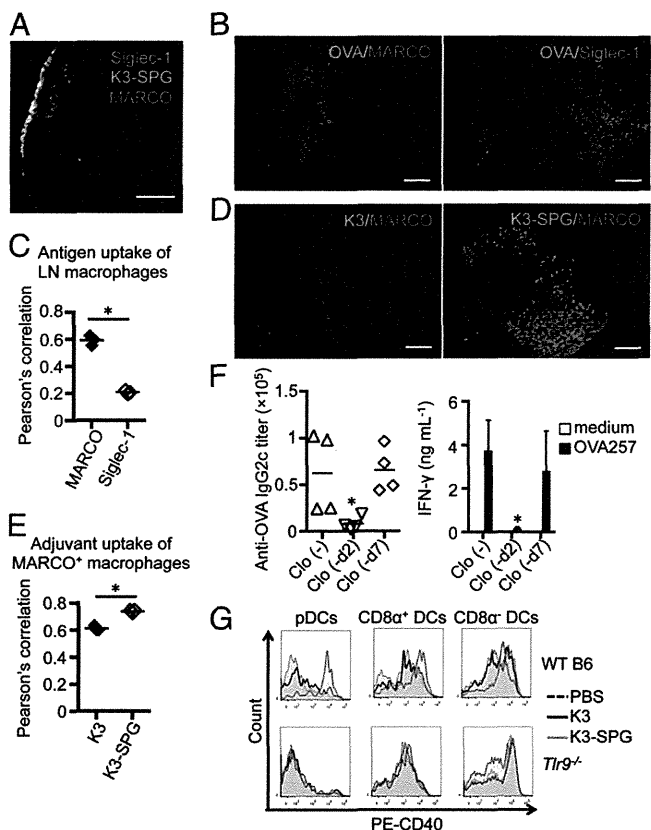 A
Siglec-1
K3-SPG
MARCO
B
OVA/MARCO
OVA/Siglec-1
C
Antigen uptake of
LN macrophages
Pearson's correlation
0.8
0.6
0.4
0.2
0
*
MARCO
Siglec-1
D
K3/MARCO
K3-SPG/MARCO
E
Adjuvant uptake of
MARCO⁺ macrophages
Pearson's correlation
0.8
0.6
0.4
0.2
0
*
K3
K3-SPG
F
Anti-OVA IgG2c titer (×10⁵)
1.5
1
0.5
0
*
Clo (-)
Clo (-d2)
Clo (-d7)
IFN-γ (ng mL⁻¹)
6
4
2
0
*
Clo (-)
Clo (-d2)
Clo (-d7)
medium
OVA257
G
pDCs
CD8α⁺ DCs
CD8α⁻ DCs
WT B6
PBS
K3
K3-SPG
Tlr9⁻/⁻
Count
PE-CD40